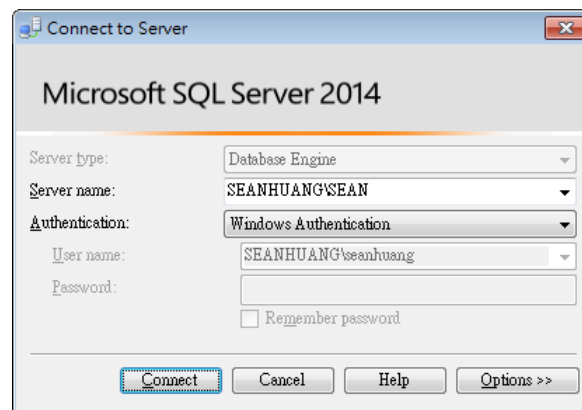 Connect to Server
Microsoft SQL Server 2014
Server type: Database Engine
Server name: SEANHUANG\SEAN
Authentication: Windows Authentication
User name: SEANHUANG\seanhuang
Password:
Remember password
Connect Cancel Help Options >>